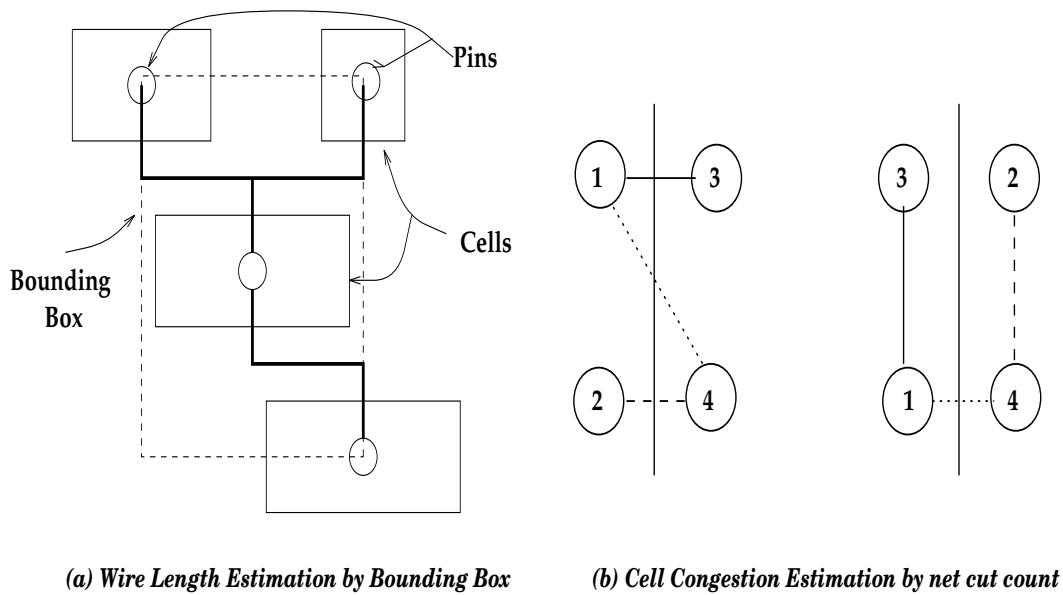 Pins
Cells
Bounding
Box
1
3
2
4
3
2
1
4
(a) Wire Length Estimation by Bounding Box
(b) Cell Congestion Estimation by net cut count